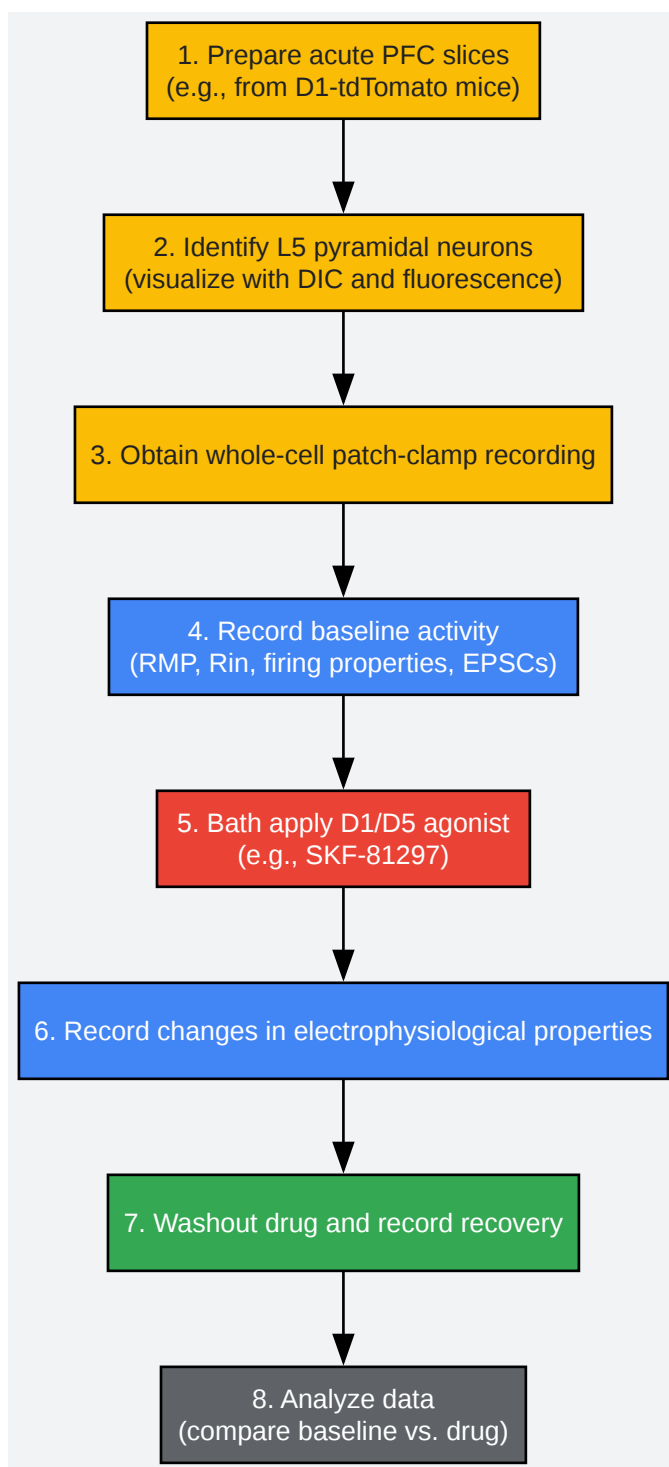 1. Prepare acute PFC slices
(e.g., from D1-tdTomato mice)
2. Identify L5 pyramidal neurons
(visualize with DIC and fluorescence)
3. Obtain whole-cell patch-clamp recording
4. Record baseline activity
(RMP, Rin, firing properties, EPSCs)
5. Bath apply D1/D5 agonist
(e.g., SKF-81297)
6. Record changes in electrophysiological properties
7. Washout drug and record recovery
8. Analyze data
(compare baseline vs. drug)